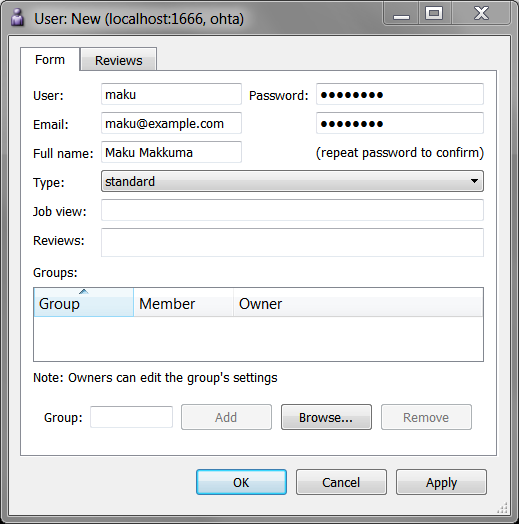 User: New (localhost:1666, ohta)
Form Reviews
User: maku Password: ●●●●●●●●
Email: maku@example.com ●●●●●●●●
Full name: Maku Makkuma (repeat password to confirm)
Type: standard
Job view:
Reviews:
Groups:
Group Member Owner
Note: Owners can edit the group's settings
Group: Add Browse... Remove
OK Cancel Apply